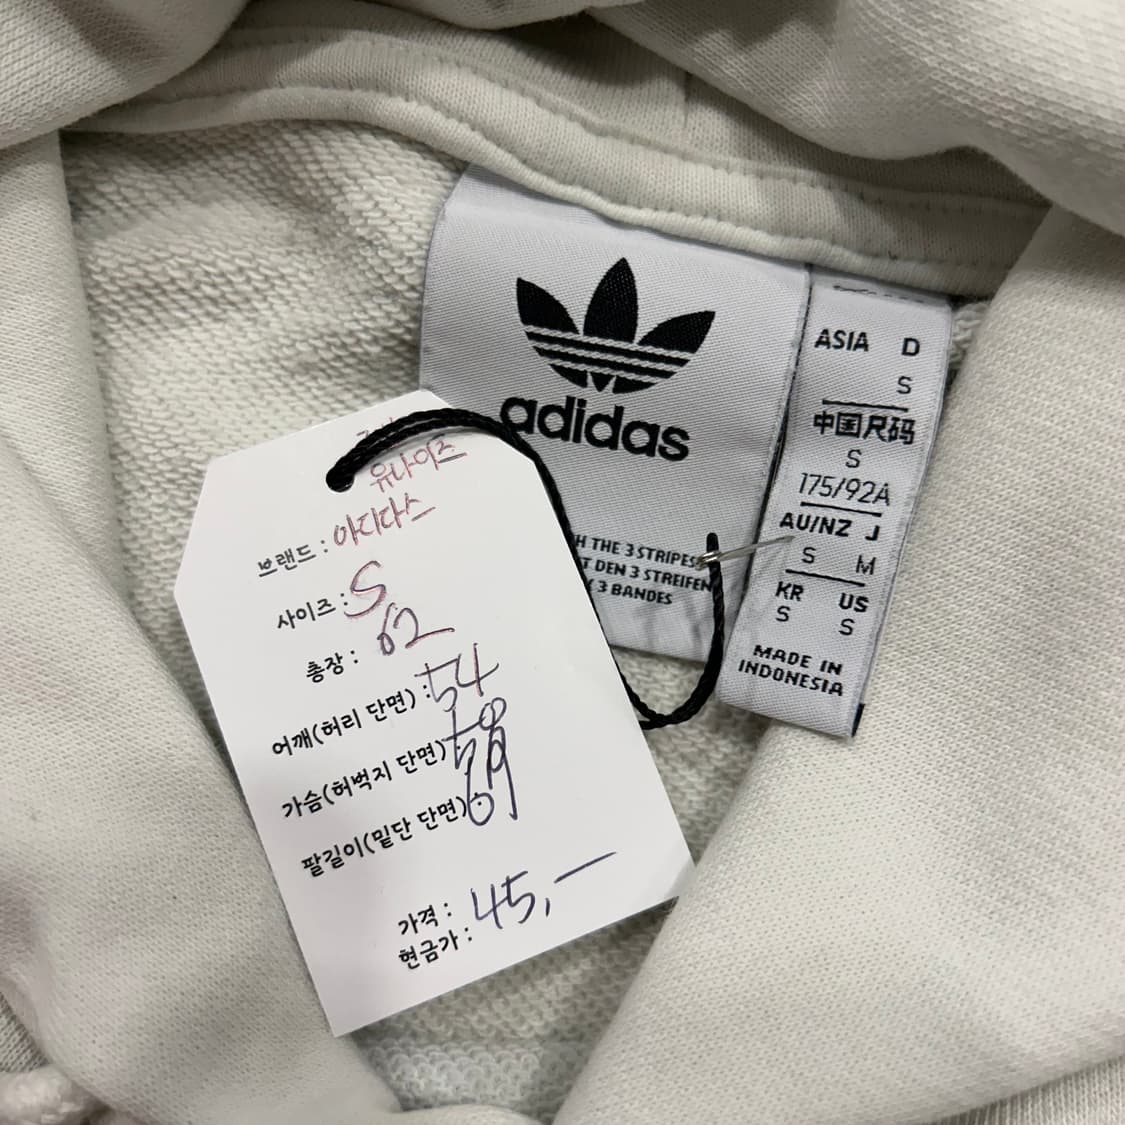 adidas
H THE 3 STRIPES
T DEN 3 STREIFEN
3 BANDES
ASIA D
S
中国尺码
S
175/92A
AU/NZ J
S M
KR US
S S
MADE IN
INDONESIA
유나이즈
브랜드 : 아디다스
사이즈 : S
총장 : 62
어깨(허리 단면) : 54
가슴(허벅지 단면) :
팔길이(밑단 단면) :
가격 : 45,-
현금가 :